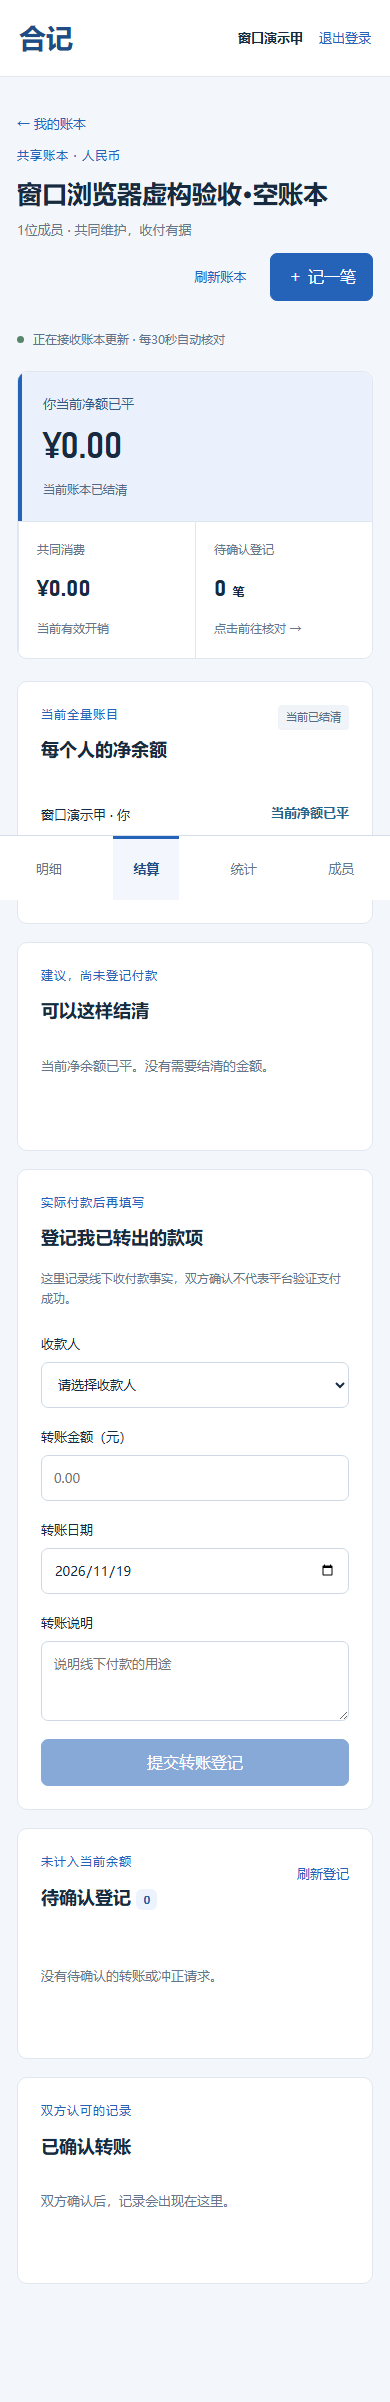 合记
窗口演示甲 退出登录
← 我的账本
共享账本 · 人民币
窗口浏览器虚构验收•空账本
1位成员 · 共同维护，收付有据
刷新账本 + 记一笔
正在接收账本更新 · 每30秒自动核对
你当前净额已平
¥0.00
当前账本已结清
共同消费 待确认登记
¥0.00 0 笔
当前有效开销 点击前往核对 →
当前全量账目 当前已结清
每个人的净余额
窗口演示甲 · 你 当前净额已平
明细 结算 统计 成员
建议，尚未登记付款
可以这样结清
当前净余额已平。没有需要结清的金额。
实际付款后再填写
登记我已转出的款项
这里记录线下收付款事实，双方确认不代表平台验证支付
成功。
收款人
请选择收款人
转账金额（元）
0.00
转账日期
2026/11/19
转账说明
说明线下付款的用途
提交转账登记
未计入当前余额 刷新登记
待确认登记 0
没有待确认的转账或冲正请求。
双方认可的记录
已确认转账
双方确认后，记录会出现在这里。